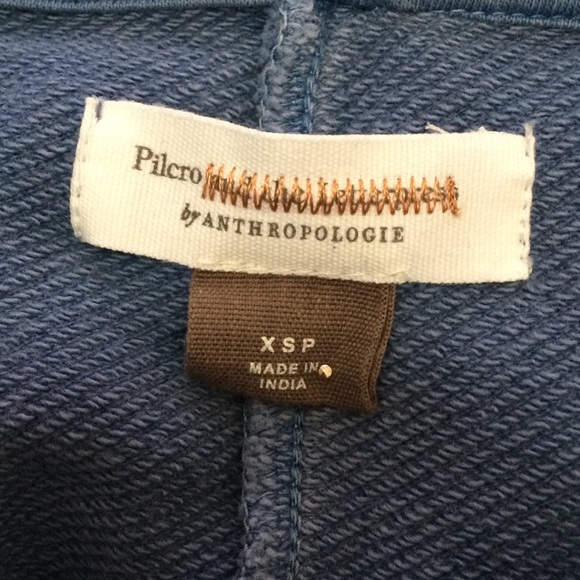 Pilcro
by ANTHROPOLOGIE
XSP
MADE IN
INDIA